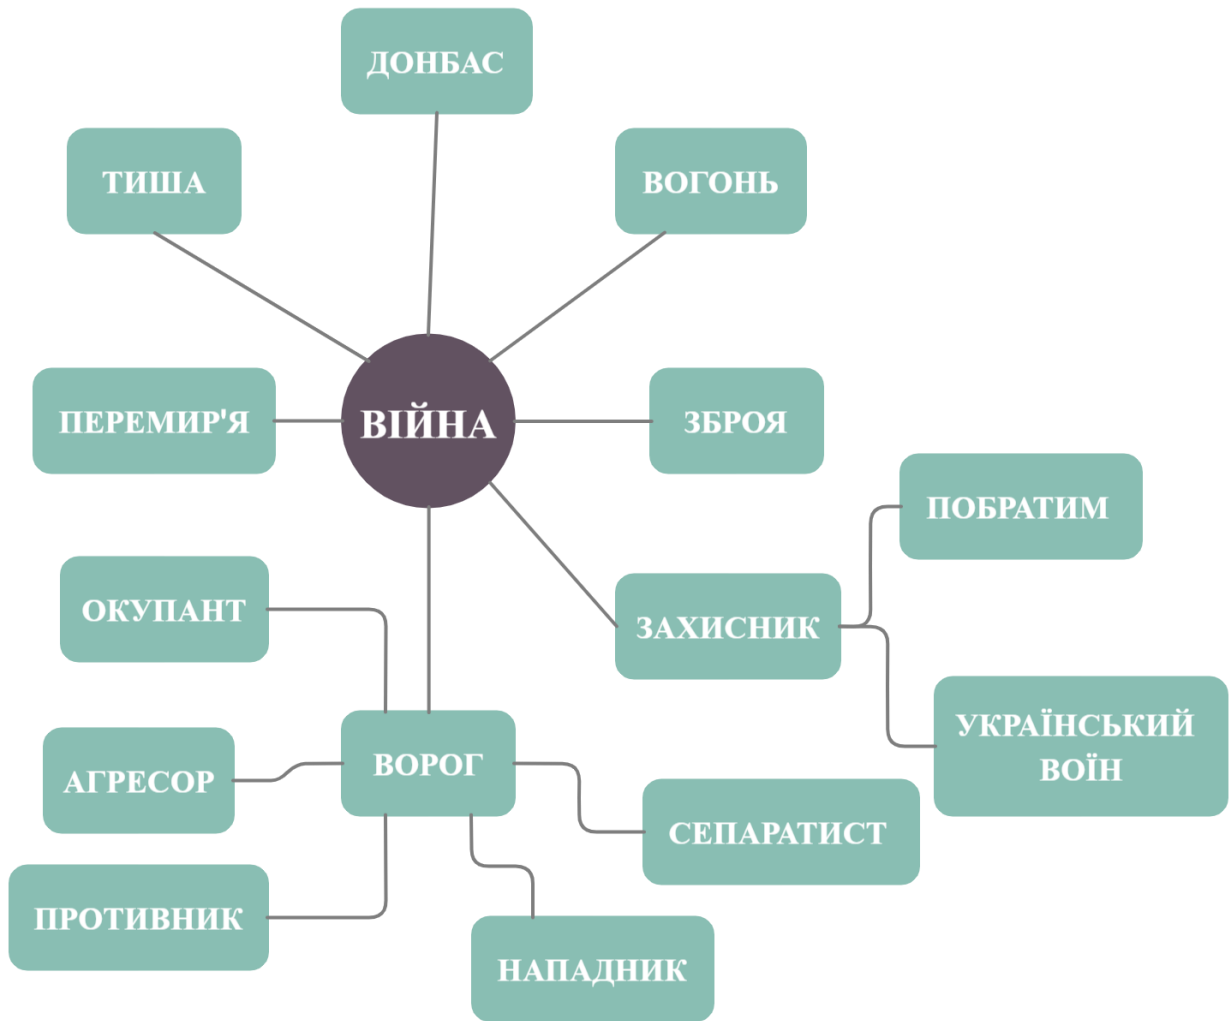 ДОНБАС
ТИША
ВОГОНЬ
ПЕРЕМИР'Я
ВІЙНА
ЗБРОЯ
ПОБРАТИМ
ОКУПАНТ
ЗАХИСНИК
УКРАЇНСЬКИЙ
ВОЇН
АГРЕСОР
ВОРОГ
СЕПАРАТИСТ
ПРОТИВНИК
НАПАДНИК